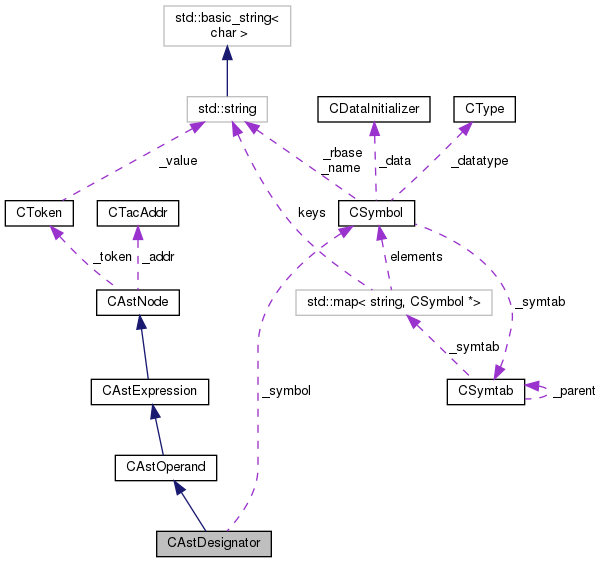 std::basic_string<
char >
std::string
CDataInitializer
CType
_value
_rbase
_name
_data
_datatype
CToken
CTacAddr
keys
CSymbol
_token
_addr
elements
CAstNode
std::map< string, CSymbol *>
_symtab
_symtab
CAstExpression
_symbol
CSymtab
_parent
CAstOperand
CAstDesignator